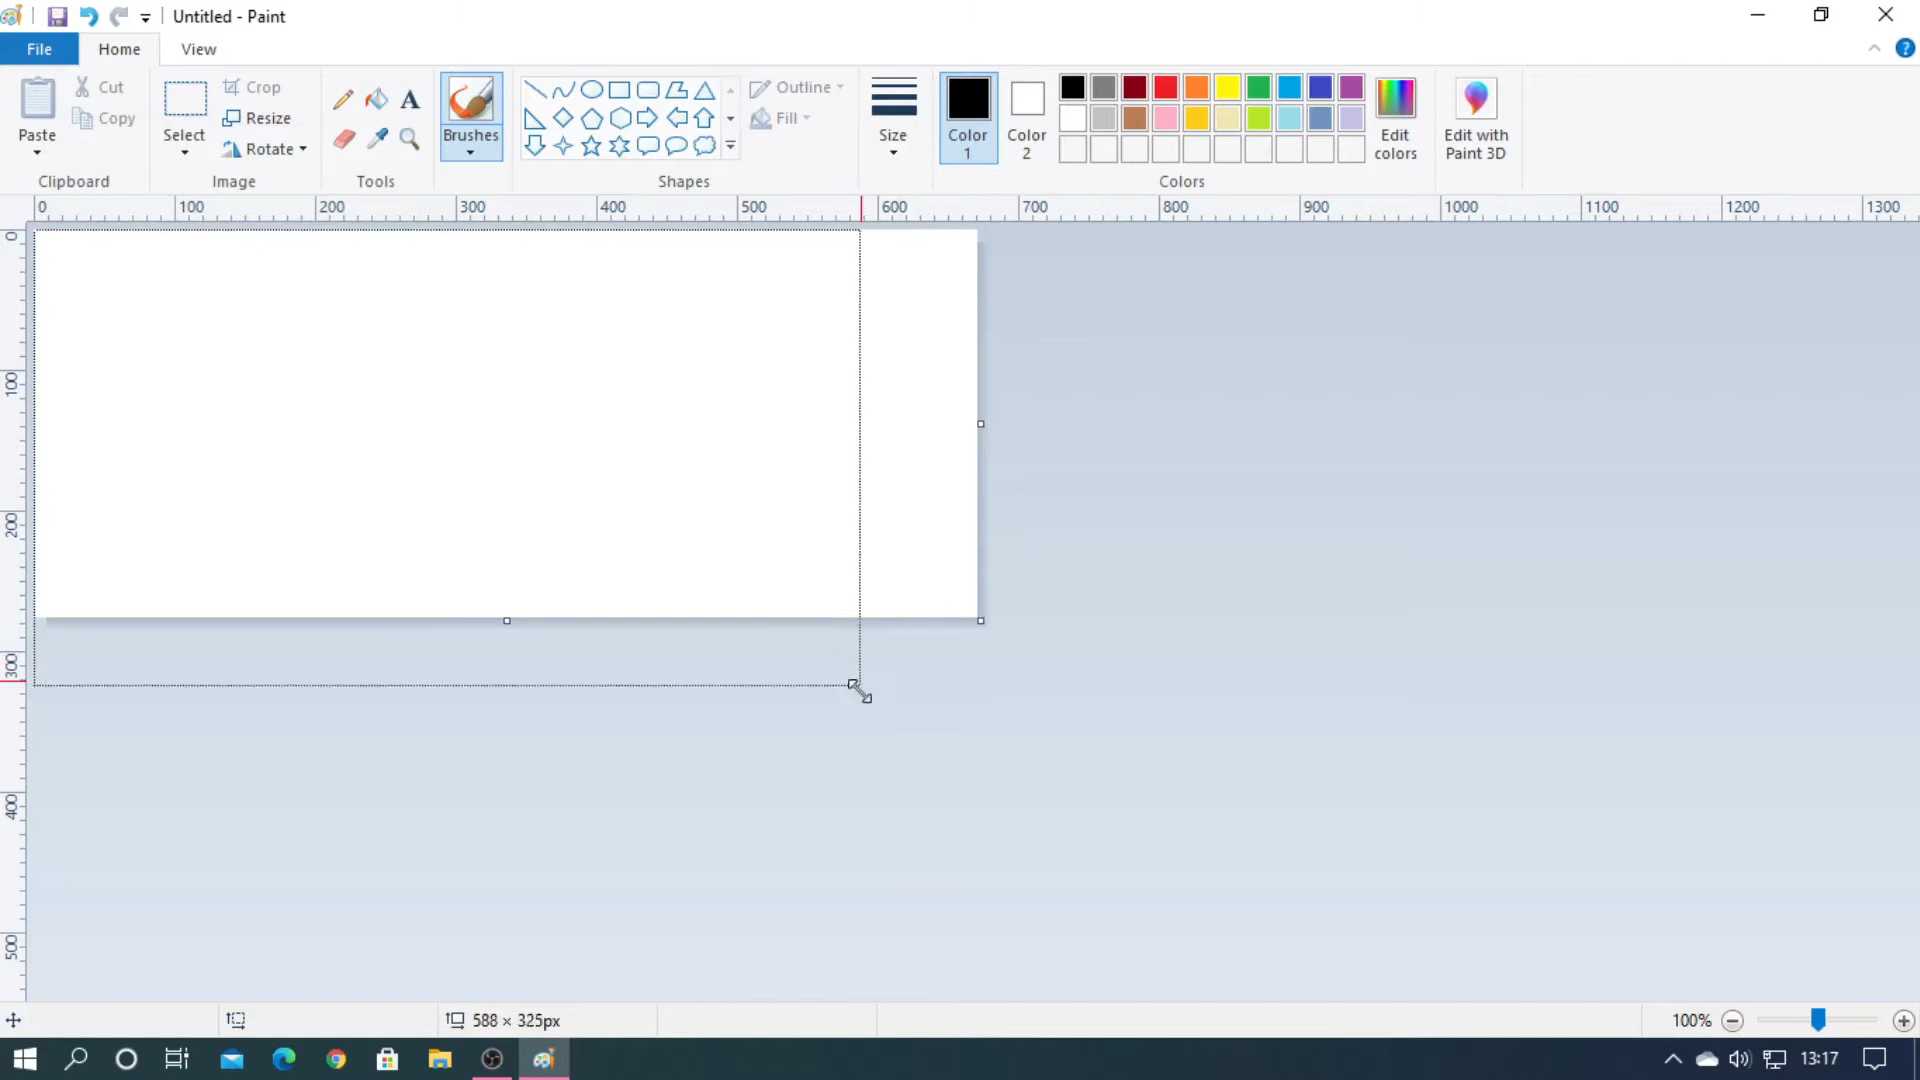 Untitled - Paint
File Home View
Paste Cut Copy
Clipboard
Select Crop Resize Rotate
Image
A
Tools
Brushes
Outline Fill
Shapes
Size
Color 1
Color 2
Edit colors
Colors
Edit with Paint 3D
?
0 100 200 300 400 500 600 700 800 900 1000 1100 1200 1300
0
100
200
300
400
500
588 × 325px
100%
13:17